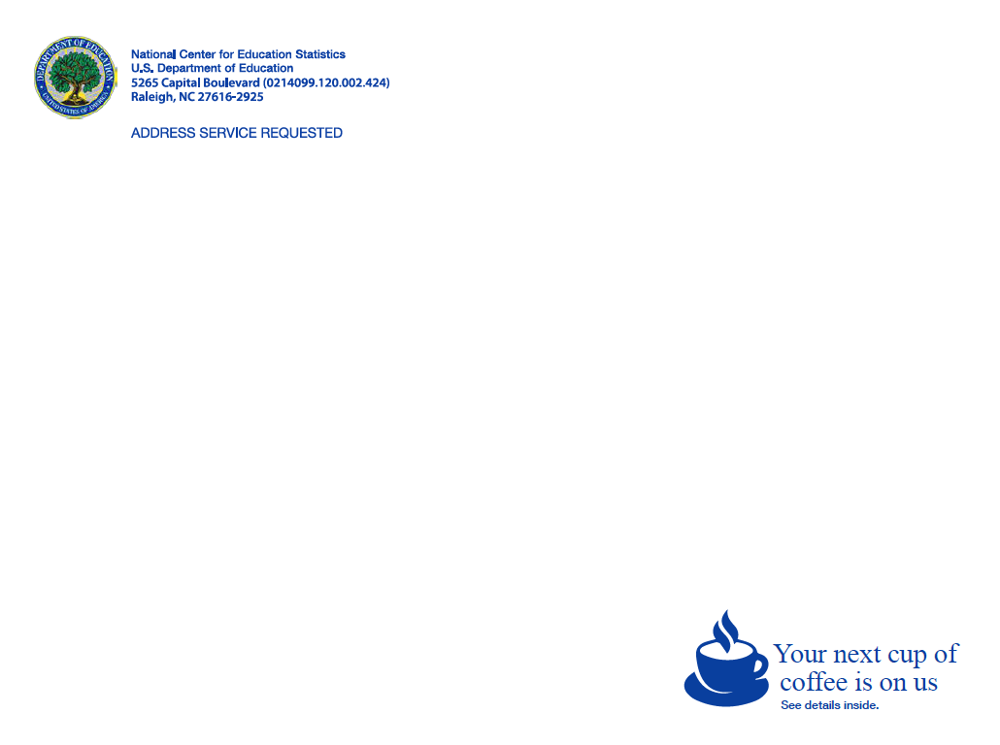 DEPARTMENT OF EDUCATION
UNITED STATES OF AMERICA
National Center for Education Statistics
U.S. Department of Education
5265 Capital Boulevard (0214099.120.002.424)
Raleigh, NC 27616-2925
ADDRESS SERVICE REQUESTED
Your next cup of
coffee is on us
See details inside.